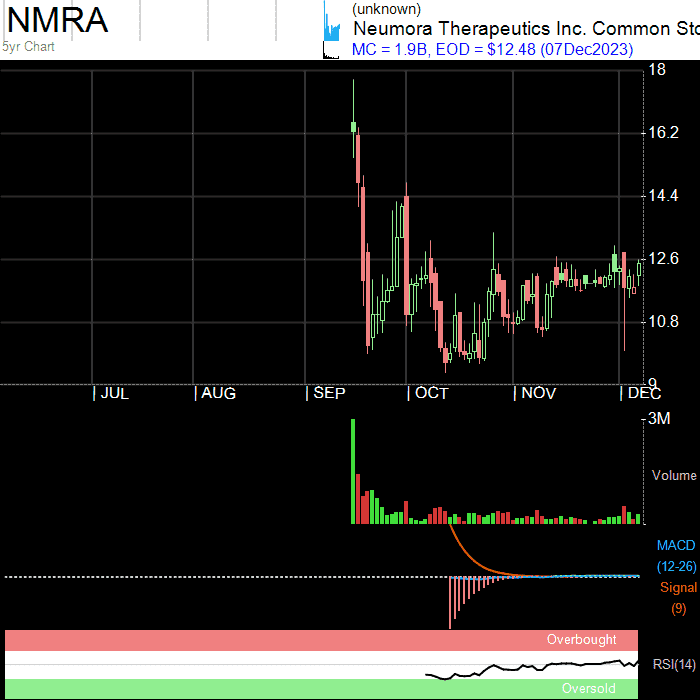 NMRA
5yr Chart
(unknown)
Neumora Therapeutics Inc. Common Sto
MC = 1.9B, EOD = $12.48 (07Dec2023)
18
16.2
14.4
12.6
10.8
9
JUL
AUG
SEP
OCT
NOV
DEC
3M
Volume
MACD
(12-26)
Signal
(9)
Overbought
RSI(14)
Oversold